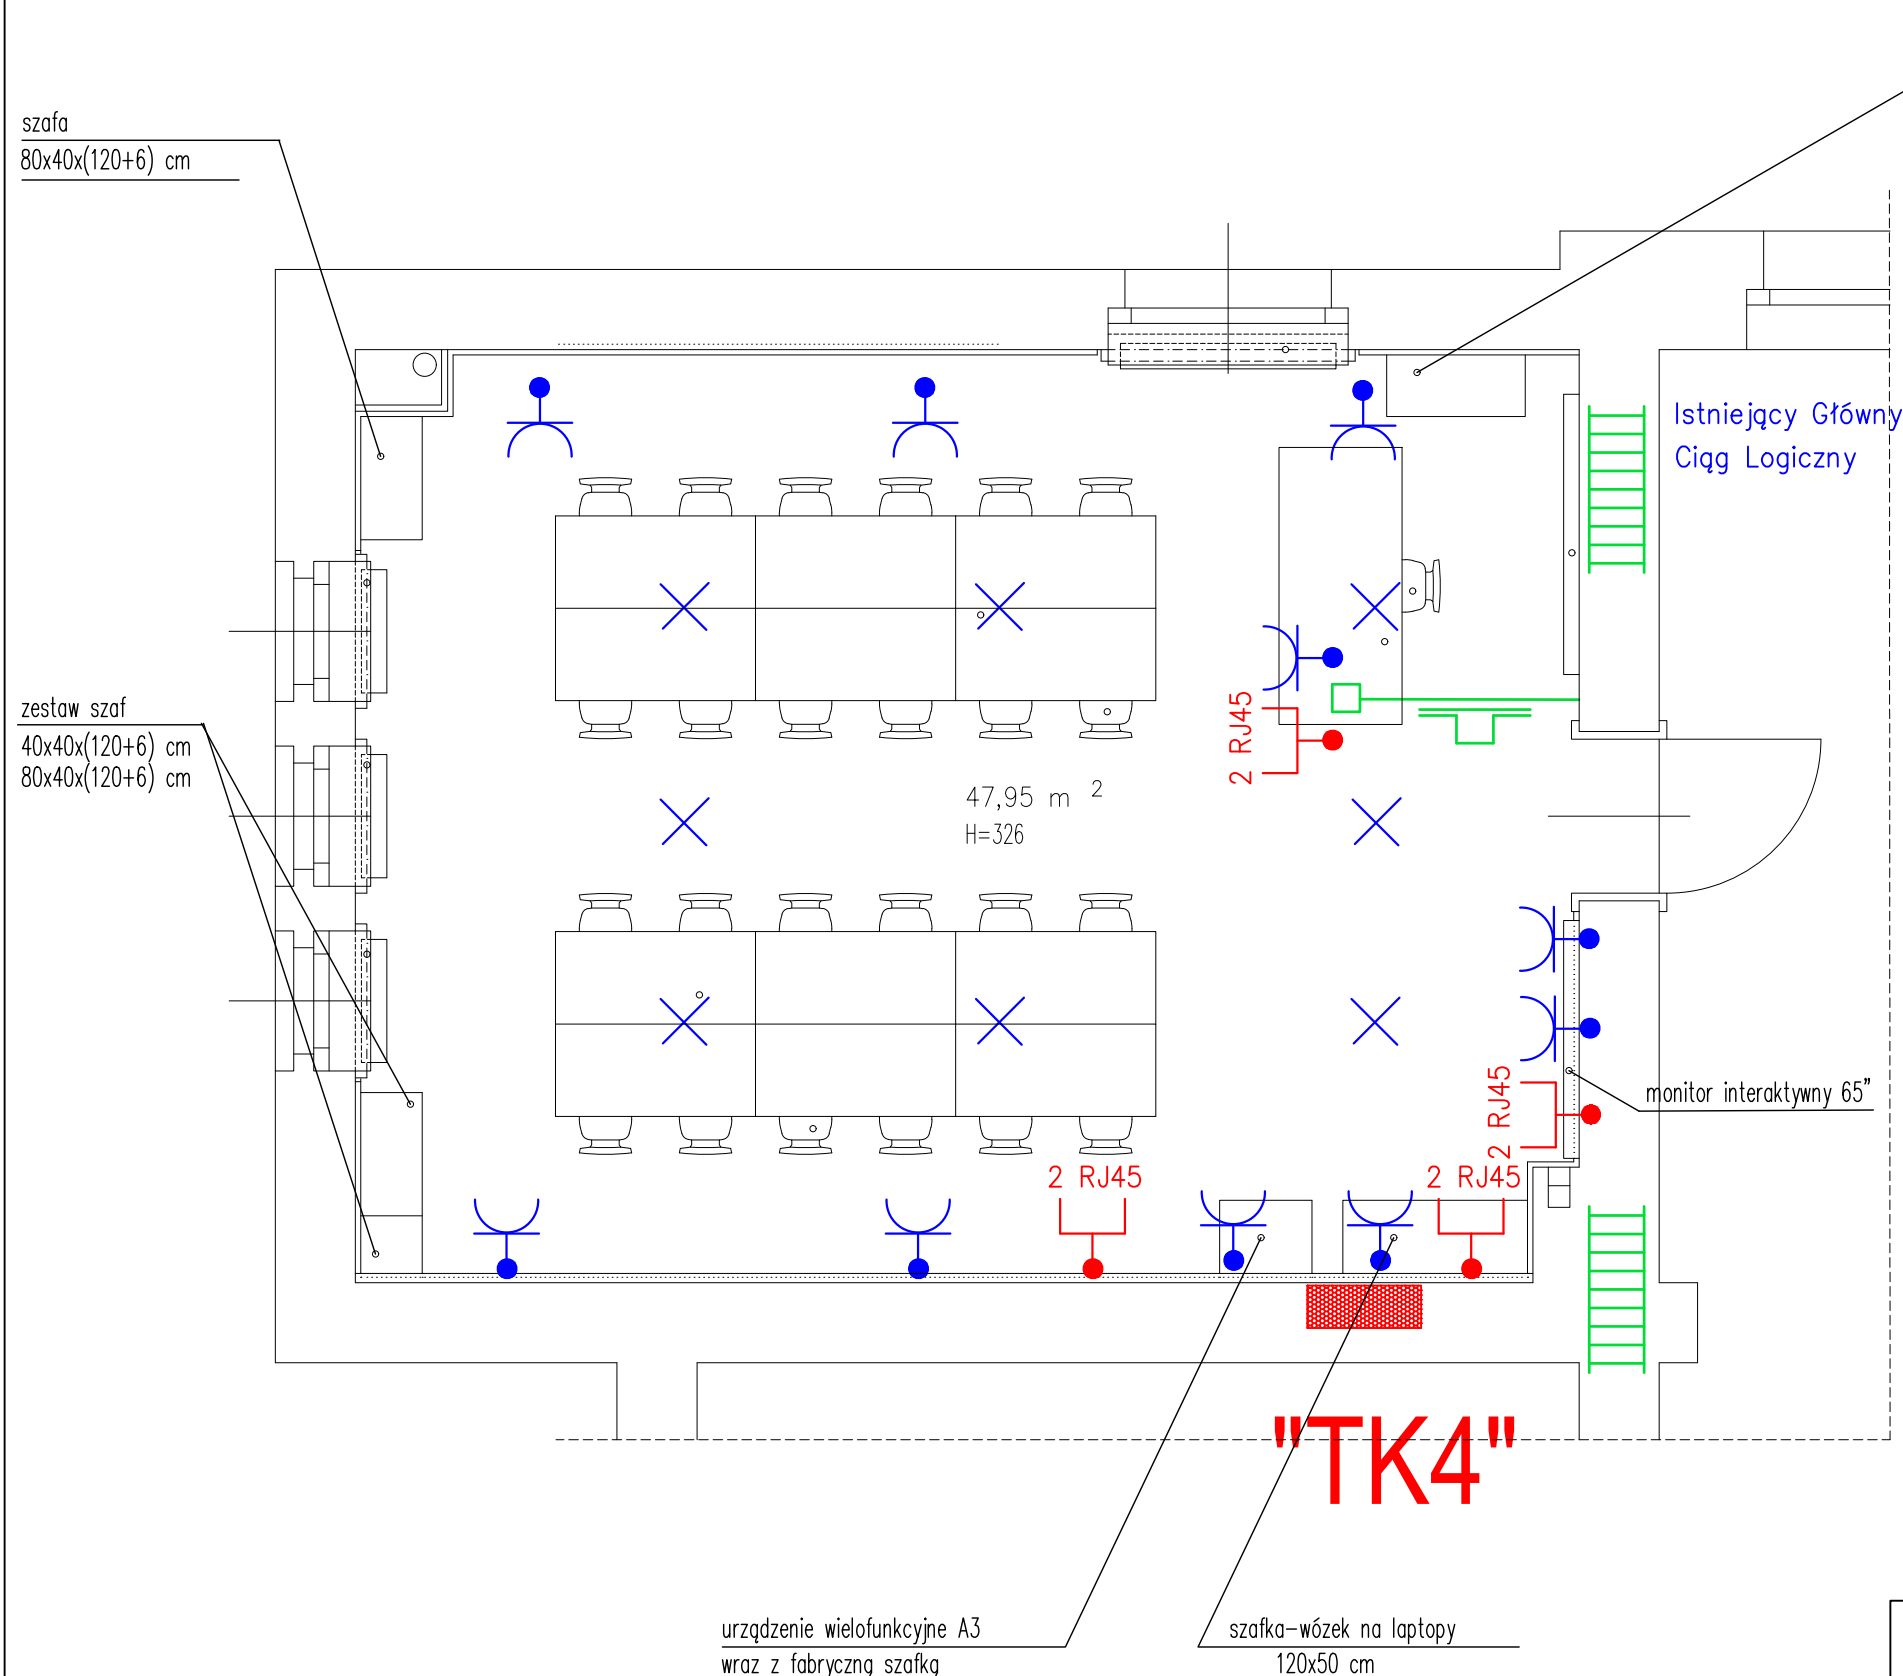 szafa
80x40x(120+6) cm
Istniejący Główny
Ciąg Logiczny
zestaw szaf
40x40x(120+6) cm
80x40x(120+6) cm
2 RJ45
47,95 m 2
H=326
2 RJ45
monitor interaktywny 65"
2 RJ45
2 RJ45
"TK4"
urządzenie wielofunkcyjne A3
wraz z fabryczną szafką
szafka-wózek na laptopy
120x50 cm